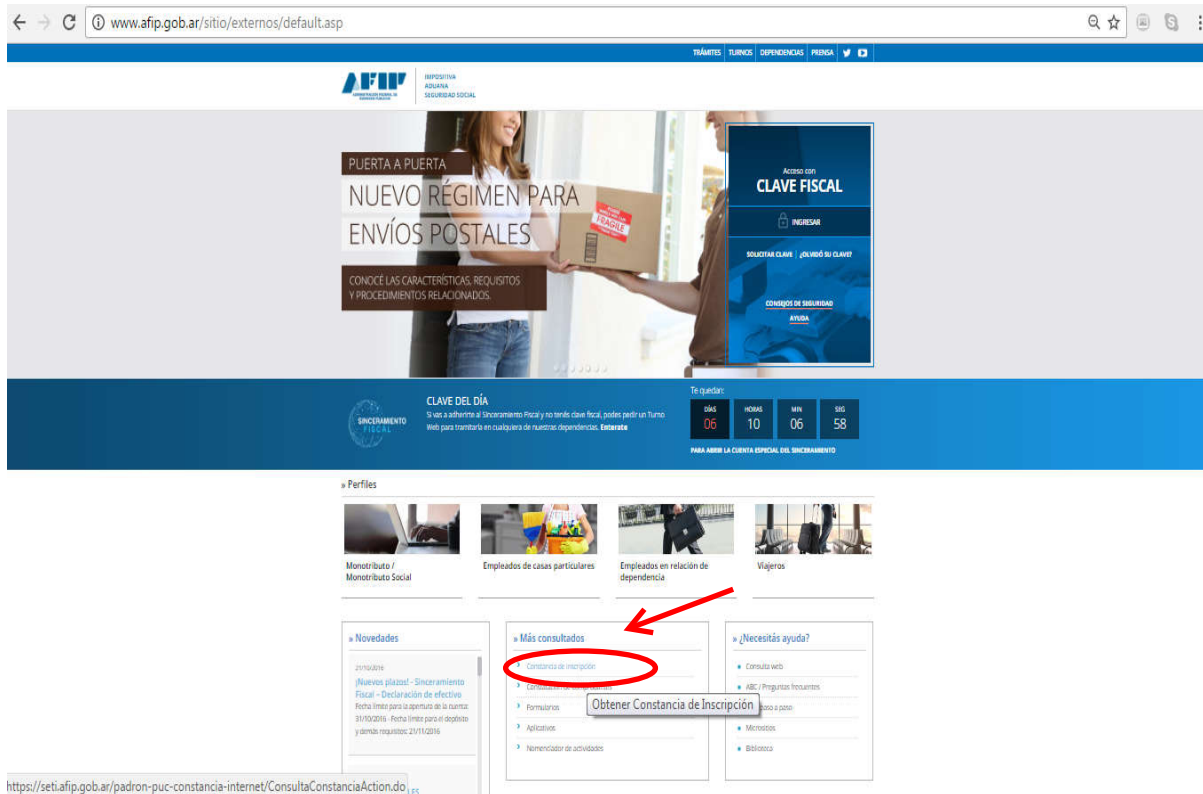 www.afip.gob.ar/sitio/externos/default.asp
TRÁMITES TURNOS DEPENDENCIAS PRENSA
AFIP
IMPOSITIVA
ADUANA
SEGURIDAD SOCIAL
PUERTA A PUERTA
NUEVO RÉGIMEN PARA
ENVÍOS POSTALES
CONOCÉ LAS CARACTERÍSTICAS, REQUISITOS
Y PROCEDIMIENTOS RELACIONADOS.
FRAGILE
Acceso con
CLAVE FISCAL
INGRESAR
SOLICITAR CLAVE | ¿OLVIDÓ SU CLAVE?
CONSEJOS DE SEGURIDAD
AYUDA
SINCERAMIENTO
FISCAL
CLAVE DEL DÍA
Si vas a adherirte al Sinceramiento Fiscal y no tenés clave fiscal, podes pedir un Turno
Web para tramitarla en cualquiera de nuestras dependencias. Enterate
Te quedan:
DÍAS HORAS MIN SEG
06 10 06 58
PARA ABRIR LA CUENTA ESPECIAL DEL SINCERAMIENTO
» Perfiles
Monotributo /
Monotributo Social
Empleados de casas particulares
Empleados en relación de
dependencia
Viajeros
» Novedades
21/10/2016
¡Nuevos plazos! - Sinceramiento
Fiscal – Declaración de efectivo
Fecha límite para la apertura de la cuenta:
31/10/2016 - Fecha límite para el depósito
y demás requisitos: 21/11/2016
» Más consultados
Constancia de inscripción
Formularios
Aplicativos
Nomenclador de actividades
Obtener Constancia de Inscripción
» ¿Necesitás ayuda?
Consulta web
ABC / Preguntas frecuentes
paso a paso
Micrositios
Biblioteca
https://seti.afip.gob.ar/padron-puc-constancia-internet/ConsultaConstanciaAction.do